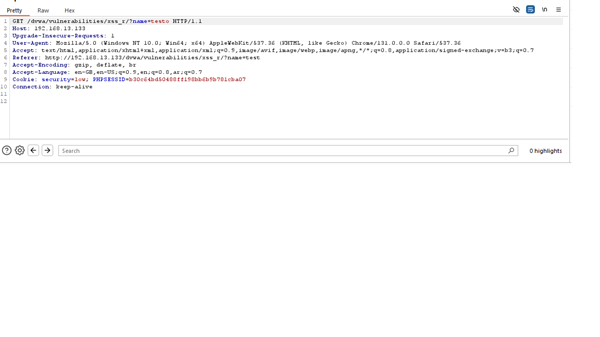 Pretty Raw Hex \n
1 GET /dvwa/vulnerabilities/xss_r/?name=testo HTTP/1.1
2 Host: 192.168.13.133
3 Upgrade-Insecure-Requests: 1
4 User-Agent: Mozilla/5.0 (Windows NT 10.0; Win64; x64) AppleWebKit/537.36 (KHTML, like Gecko) Chrome/131.0.0.0 Safari/537.36
5 Accept: text/html,application/xhtml+xml,application/xml;q=0.9,image/avif,image/webp,image/apng,*/*;q=0.8,application/signed-exchange;v=b3;q=0.7
6 Referer: http://192.168.13.133/dvwa/vulnerabilities/xss_r/?name=test
7 Accept-Encoding: gzip, deflate, br
8 Accept-Language: en-GB,en-US;q=0.9,en;q=0.8,ar;q=0.7
9 Cookie: security=low; PHPSESSID=
10 Connection: keep-alive
11
12
Search 0 highlights